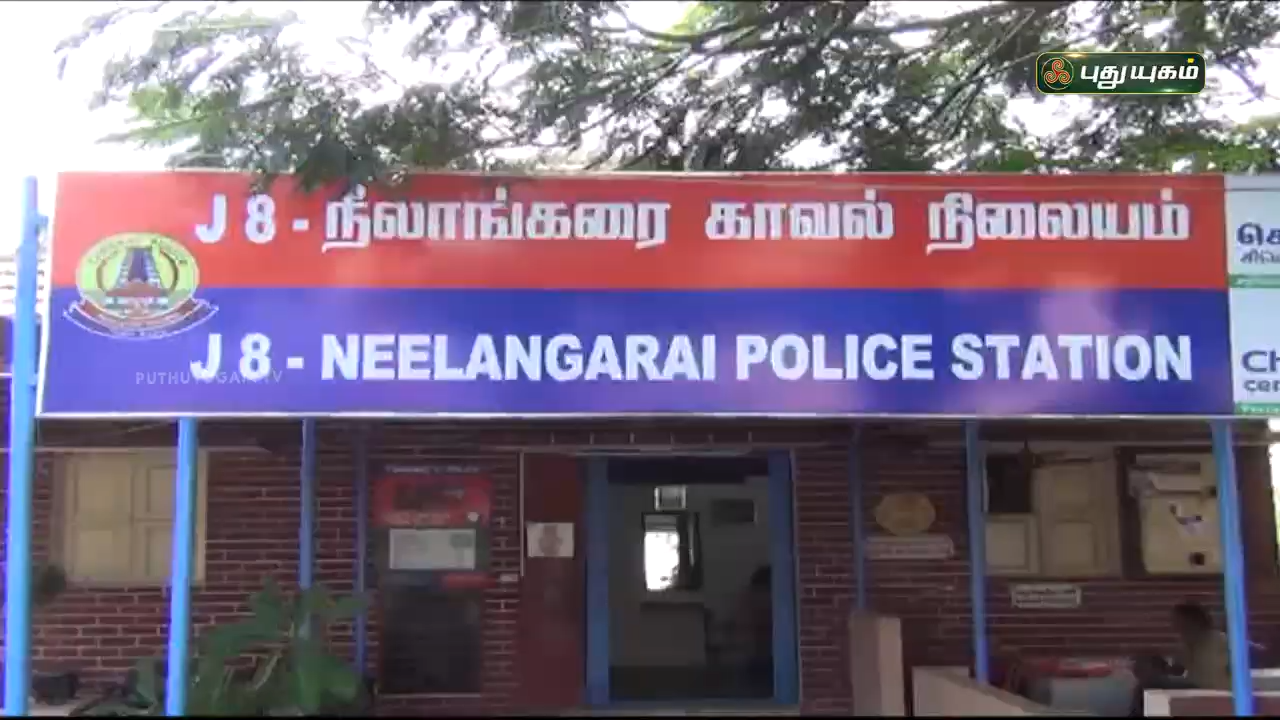 புதுயுகம்
J 8 - நீலாங்கரை காவல் நிலையம்
J 8 - NEELANGARAI POLICE STATION
PUTHUYUGAM.TV